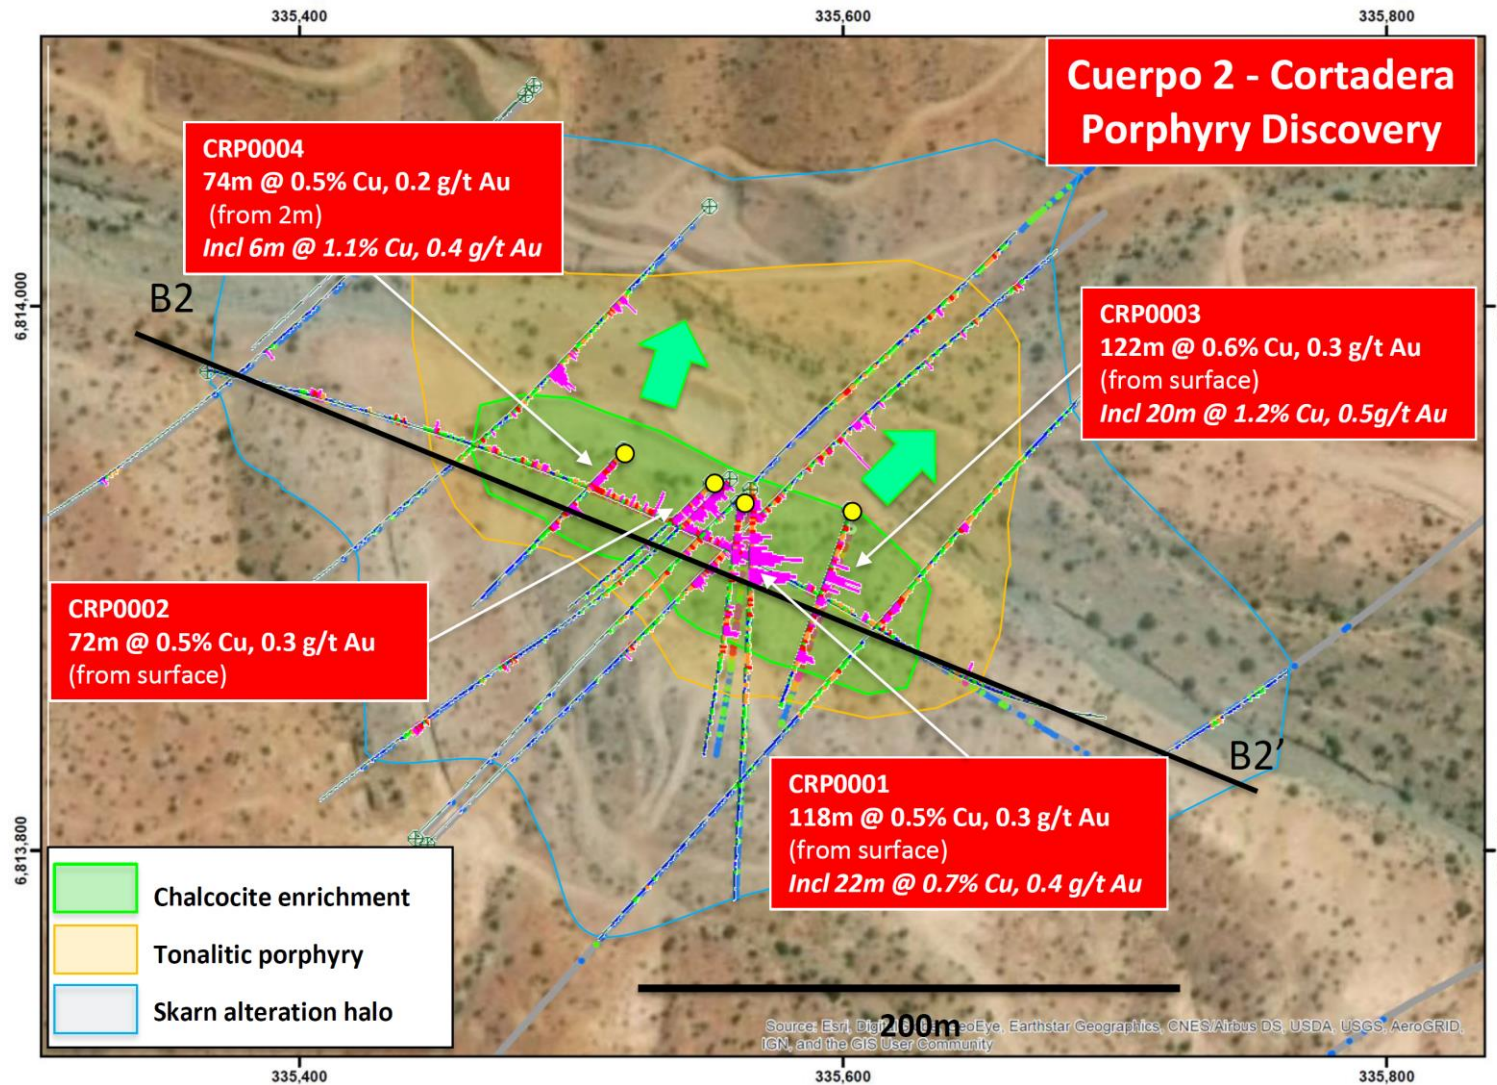 335,400
335,600
335,800
Cuerpo 2 - Cortadera
Porphyry Discovery
CRP0004
74m @ 0.5% Cu, 0.2 g/t Au
(from 2m)
Incl 6m @ 1.1% Cu, 0.4 g/t Au
B2
6,814,000
CRP0003
122m @ 0.6% Cu, 0.3 g/t Au
(from surface)
Incl 20m @ 1.2% Cu, 0.5g/t Au
CRP0002
72m @ 0.5% Cu, 0.3 g/t Au
(from surface)
B2’
CRP0001
118m @ 0.5% Cu, 0.3 g/t Au
(from surface)
Incl 22m @ 0.7% Cu, 0.4 g/t Au
6,813,800
Chalcocite enrichment
Tonalitic porphyry
Skarn alteration halo
200m
Source: Esri, GeoEye, Earthstar Geographics, CNES/Airbus DS, USDA, USGS, AeroGRID,
IGN, and the GIS User Community
335,400
335,600
335,800